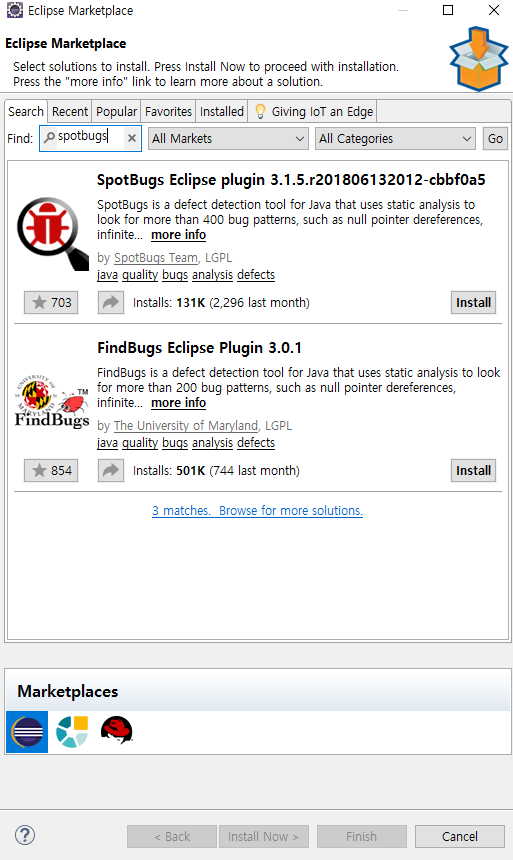 Eclipse Marketplace
Eclipse Marketplace
Select solutions to install. Press Install Now to proceed with installation.
Press the "more info" link to learn more about a solution.
Search Recent Popular Favorites Installed Giving IoT an Edge
Find: spotbugs All Markets All Categories Go
SpotBugs Eclipse plugin 3.1.5.r201806132012-cbbf0a5
SpotBugs is a defect detection tool for Java that uses static analysis to
look for more than 400 bug patterns, such as null pointer dereferences,
infinite... more info
by SpotBugs Team, LGPL
java quality bugs analysis defects
703 Installs: 131K (2,296 last month) Install
FindBugs Eclipse Plugin 3.0.1
FindBugs is a defect detection tool for Java that uses static analysis to look
for more than 200 bug patterns, such as null pointer dereferences,
infinite... more info
UNIVERSITY OF
MARYLAND
TM
FindBugs
by The University of Maryland, LGPL
java quality bugs analysis defects
854 Installs: 501K (744 last month) Install
3 matches. Browse for more solutions.
Marketplaces
? < Back Install Now > Finish Cancel